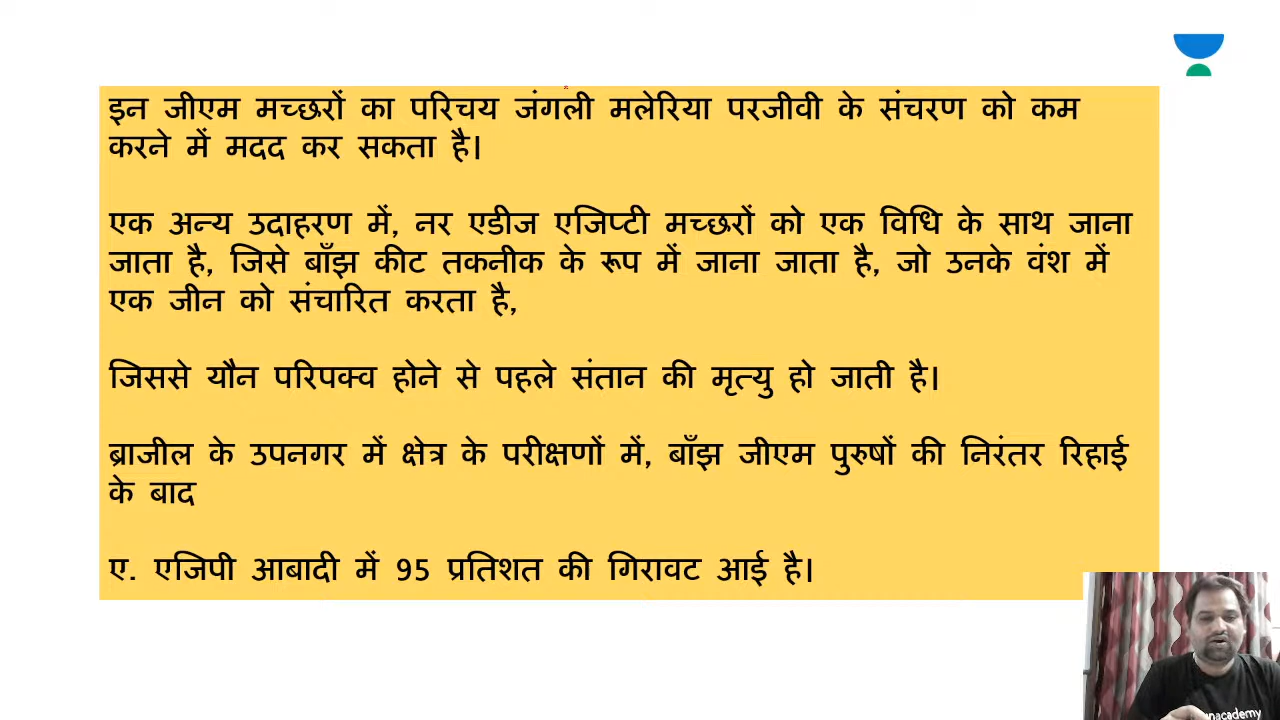 इन जीएम मच्छरों का परिचय जंगली मलेरिया परजीवी के संचरण को कम
करने में मदद कर सकता है।
एक अन्य उदाहरण में, नर एडीज एजिप्टी मच्छरों को एक विधि के साथ जाना
जाता है, जिसे बाँझ कीट तकनीक के रूप में जाना जाता है, जो उनके वंश में
एक जीन को संचारित करता है,
जिससे यौन परिपक्व होने से पहले संतान की मृत्यु हो जाती है।
ब्राजील के उपनगर में क्षेत्र के परीक्षणों में, बाँझ जीएम पुरुषों की निरंतर रिहाई
के बाद
ए. एजिपी आबादी में 95 प्रतिशत की गिरावट आई है।